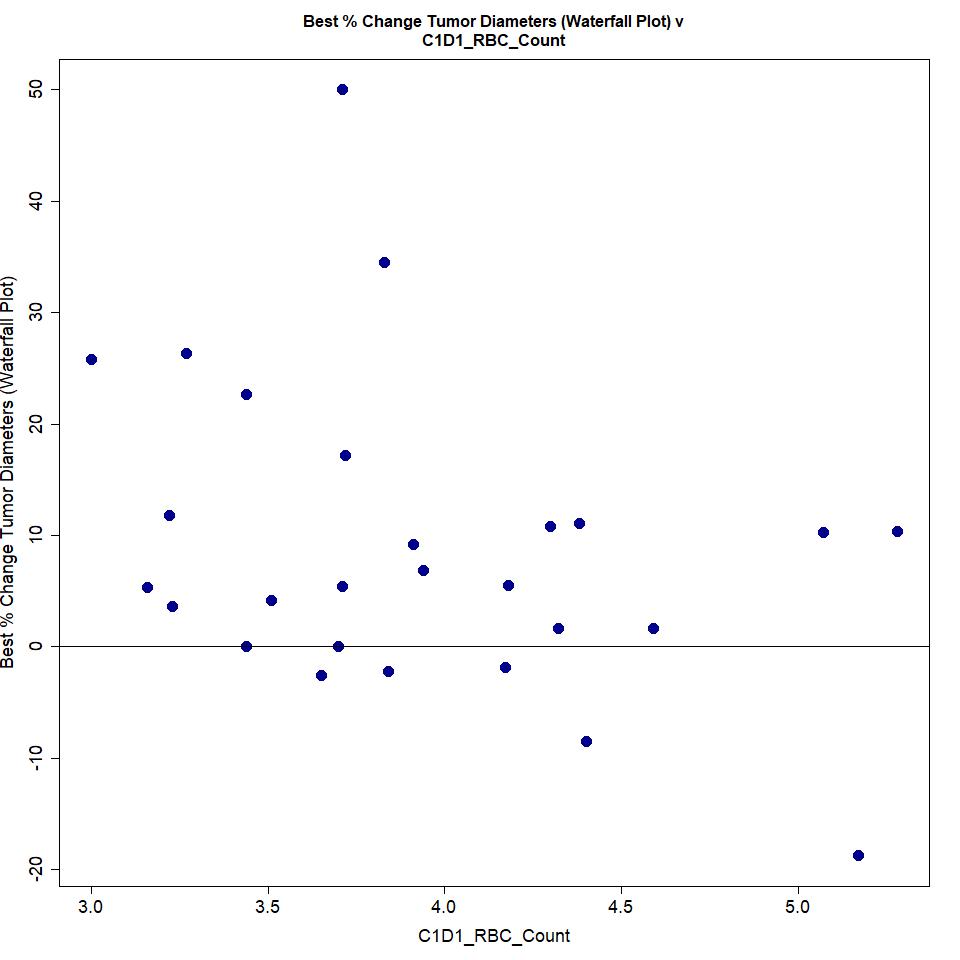 Best % Change Tumor Diameters (Waterfall Plot) v
C1D1_RBC_Count
Best % Change Tumor Diameters (Waterfall Plot)
50
40
30
20
10
0
-10
-20
3.0 3.5 4.0 4.5 5.0
C1D1_RBC_Count